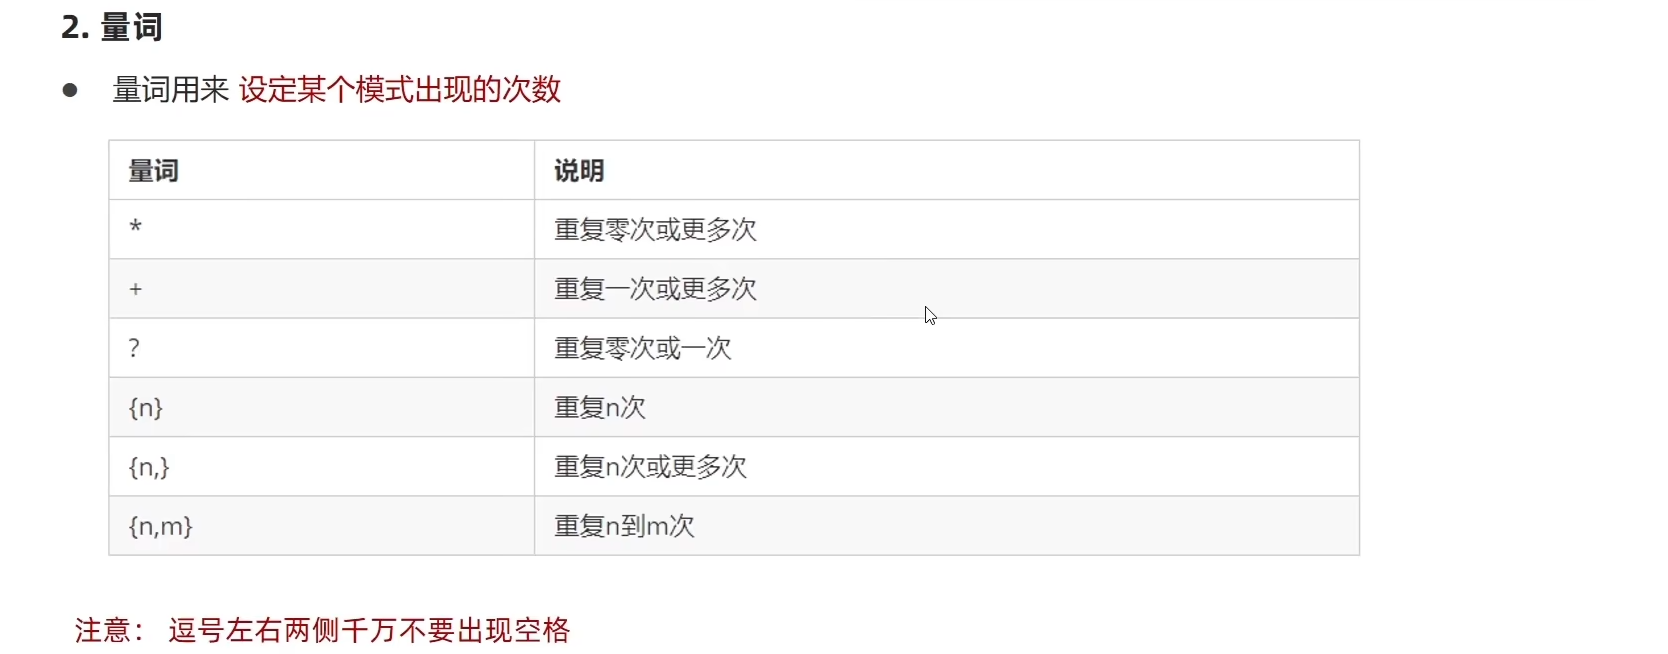 2. 量词
● 量词用来 设定某个模式出现的次数
量词 说明
* 重复零次或更多次
+ 重复一次或更多次
? 重复零次或一次
{n} 重复n次
{n,} 重复n次或更多次
{n,m} 重复n到m次
注意： 逗号左右两侧千万不要出现空格